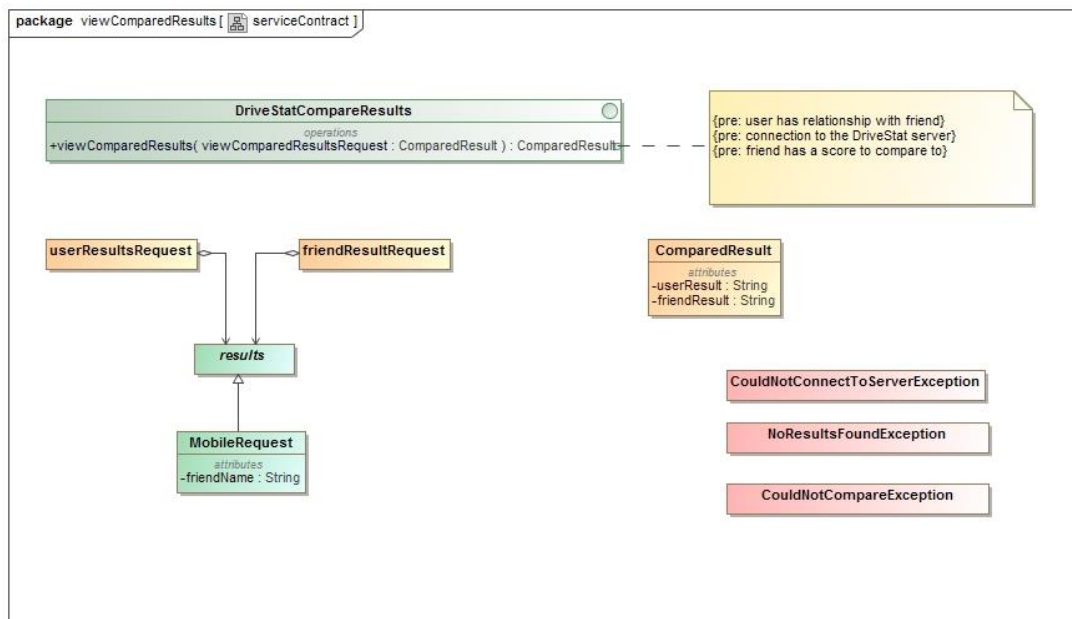 package viewComparedResults [ serviceContract ]
DriveStatCompareResults
operations
+viewComparedResults( viewComparedResultsRequest : ComparedResult ) : ComparedResult
{pre: user has relationship with friend}
{pre: connection to the DriveStat server}
{pre: friend has a score to compare to}
userResultsRequest
friendResultRequest
ComparedResult
attributes
-userResult : String
-friendResult : String
results
CouldNotConnectToServerException
NoResultsFoundException
MobileRequest
attributes
-friendName : String
CouldNotCompareException